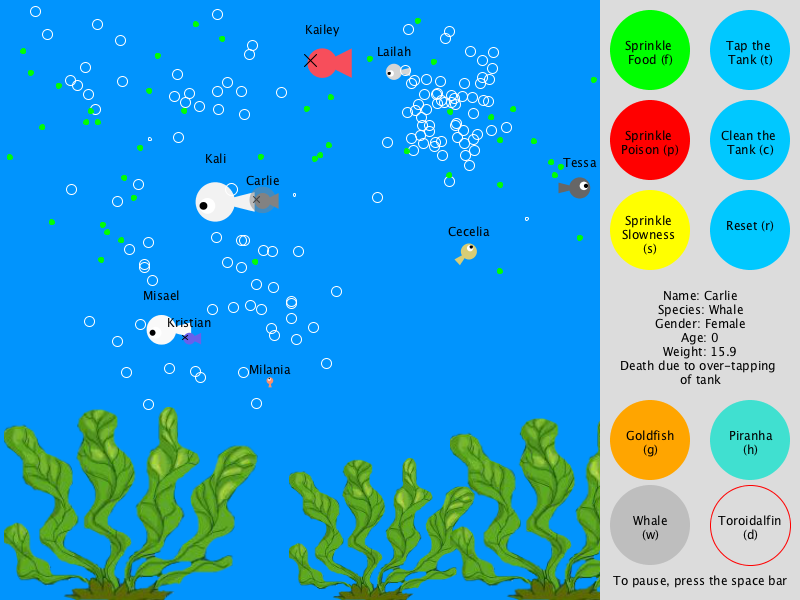 Kailey
Lailah
Kali
Carlie
Tessa
Cecelia
Misael
Kristian
Milania
Sprinkle
Food (f)
Tap the
Tank (t)
Sprinkle
Poison (p)
Clean the
Tank (c)
Sprinkle
Slowness
(s)
Reset (r)
Name: Carlie
Species: Whale
Gender: Female
Age: 0
Weight: 15.9
Death due to over-tapping
of tank
Goldfish
(g)
Piranha
(h)
Whale
(w)
Toroidalfin
(d)
To pause, press the space bar